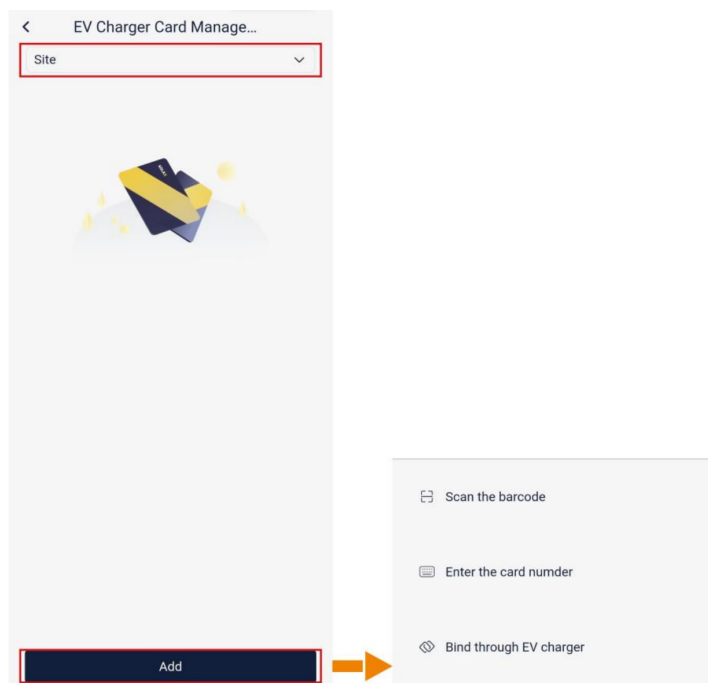 EV Charger Card Manage...
Site
Add
Scan the barcode
Enter the card numder
Bind through EV charger